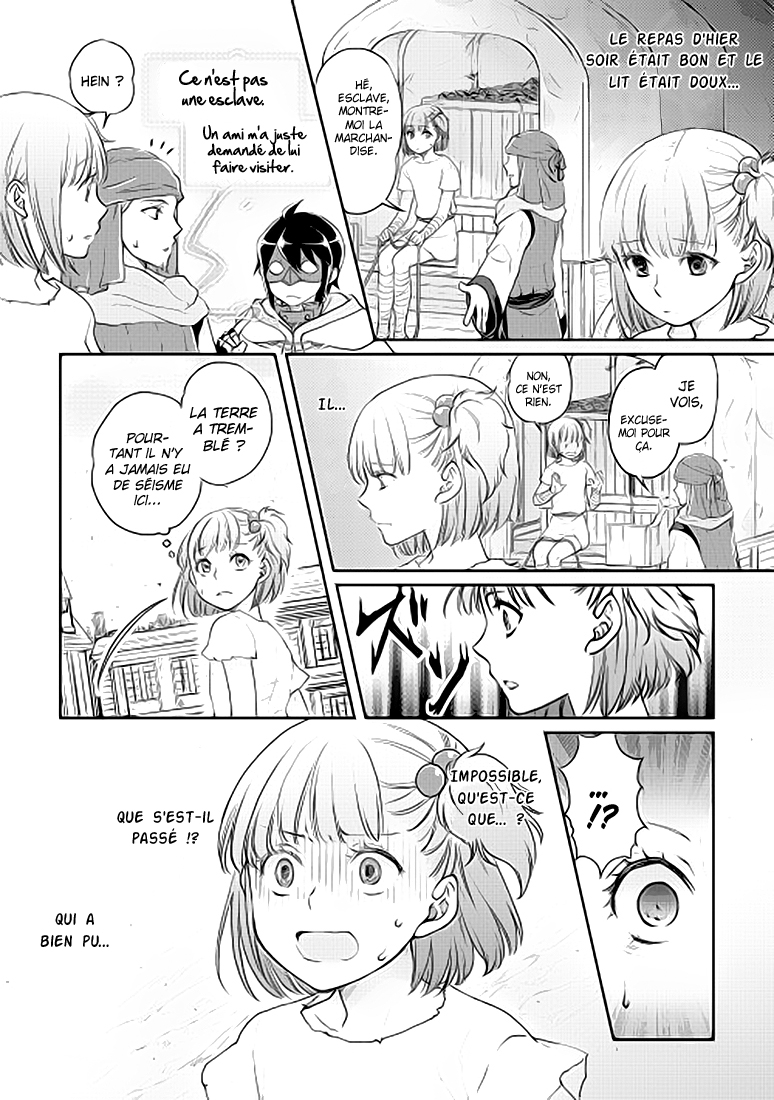 LE REPAS D'HIER
SOIR ÉTAIT BON ET LE
LIT ÉTAIT DOUX...
HÉ,
ESCLAVE,
MONTRE-
MOI LA
MARCHAN-
DISE.
Ce n'est pas
une esclave.
Un ami m'a juste
demandé de lui
faire visiter.
HEIN ?
JE
VOIS,
EXCUSE-
MOI POUR
ÇA.
NON,
CE N'EST
RIEN.
IL...
LA TERRE
A TREM-
BLÉ ?
POUR-
TANT IL N'Y
A JAMAIS EU
DE SÉISME
ICI...
ズン
...
!?
IMPOSSIBLE,
QU'EST-CE
QUE... ?
QUE S'EST-IL
PASSÉ !?
QUI A
BIEN PU...